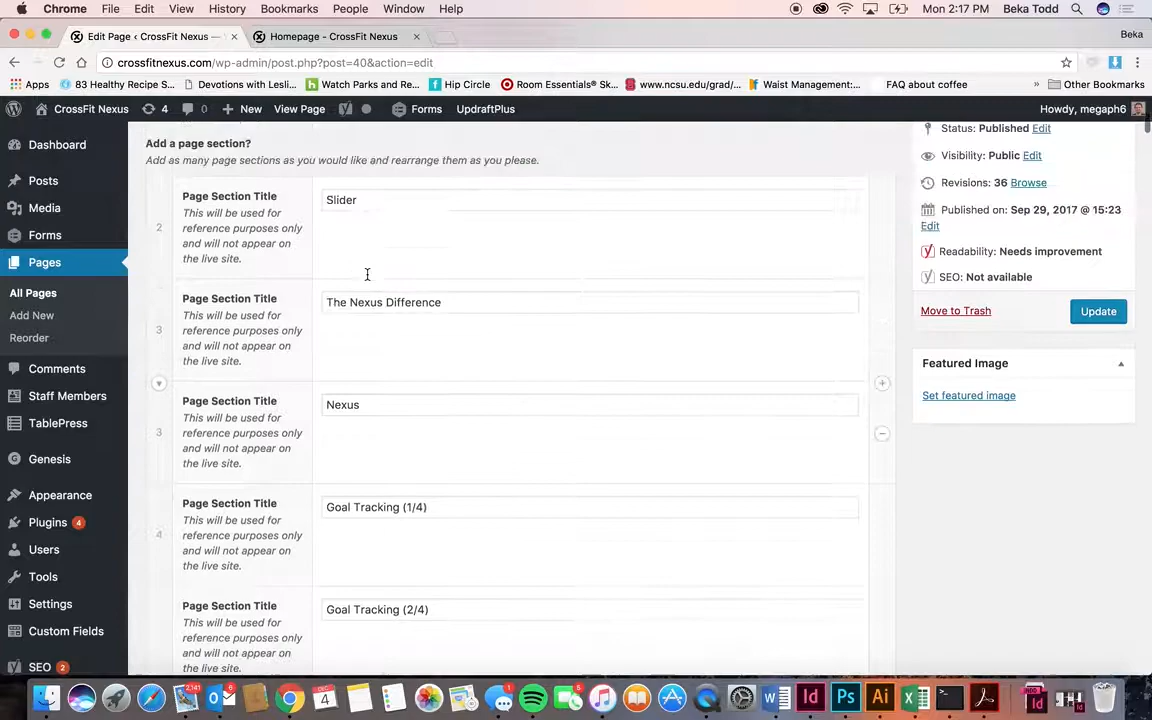 Chrome File Edit View History Bookmarks People Window Help Mon 2:17 PM Beka Todd
Edit Page ‹ CrossFit Nexus — Homepage - CrossFit Nexus Beka
crossfitnexus.com/wp-admin/post.php?post=40&action=edit
Apps 83 Healthy Recipe S... Devotions with Lesli... Watch Parks and Re... Hip Circle Room Essentials® Sk... www.ncsu.edu/grad/... Waist Management:... FAQ about coffee » Other Bookmarks
CrossFit Nexus 4 0 New View Page Forms UpdraftPlus Howdy, megaph6
Dashboard
Posts
Media
Forms
Pages
All Pages
Add New
Reorder
Comments
Staff Members
TablePress
Genesis
Appearance
Plugins 4
Users
Tools
Settings
Custom Fields
SEO 2
Add a page section?
Add as many page sections as you would like and rearrange them as you please.
2
Page Section Title
This will be used for
reference purposes only
and will not appear on
the live site.
Slider
3
Page Section Title
This will be used for
reference purposes only
and will not appear on
the live site.
The Nexus Difference
3
Page Section Title
This will be used for
reference purposes only
and will not appear on
the live site.
Nexus
4
Page Section Title
This will be used for
reference purposes only
and will not appear on
the live site.
Goal Tracking (1/4)
Page Section Title
This will be used for
reference purposes only
and will not appear on
the live site.
Goal Tracking (2/4)
Status: Published Edit
Visibility: Public Edit
Revisions: 36 Browse
Published on: Sep 29, 2017 @ 15:23
Edit
Readability: Needs improvement
SEO: Not available
Move to Trash Update
Featured Image
Set featured image
2,141 6 4 5 W Id Ps Ai